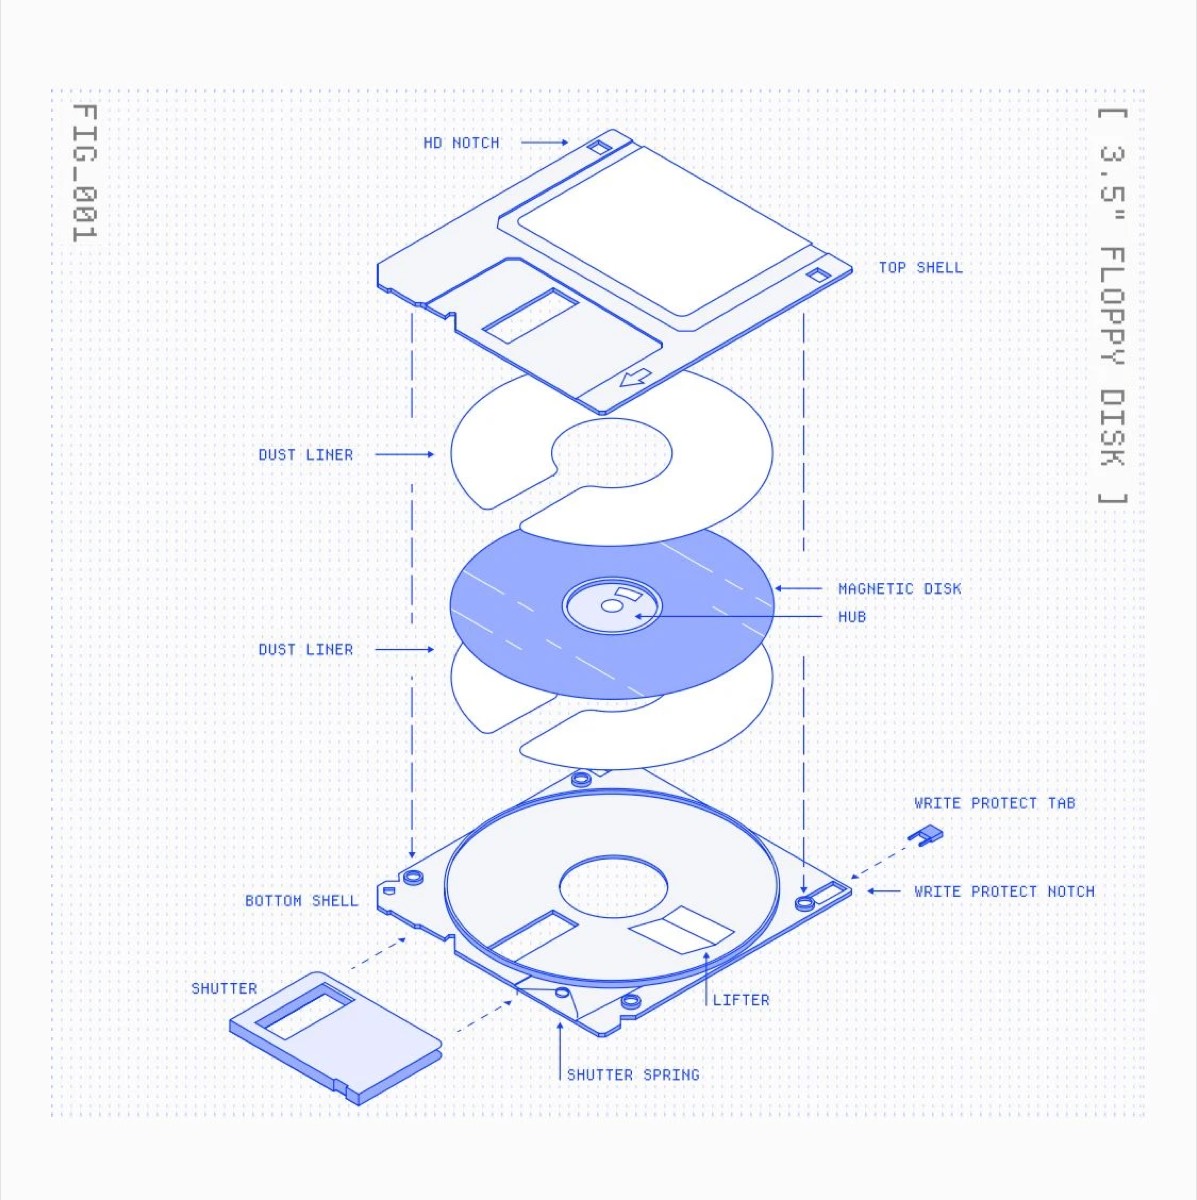 FIG_001
[ 3.5" FLOPPY DISK ]
HD NOTCH
TOP SHELL
DUST LINER
MAGNETIC DISK
HUB
DUST LINER
WRITE PROTECT TAB
WRITE PROTECT NOTCH
BOTTOM SHELL
SHUTTER
LIFTER
SHUTTER SPRING